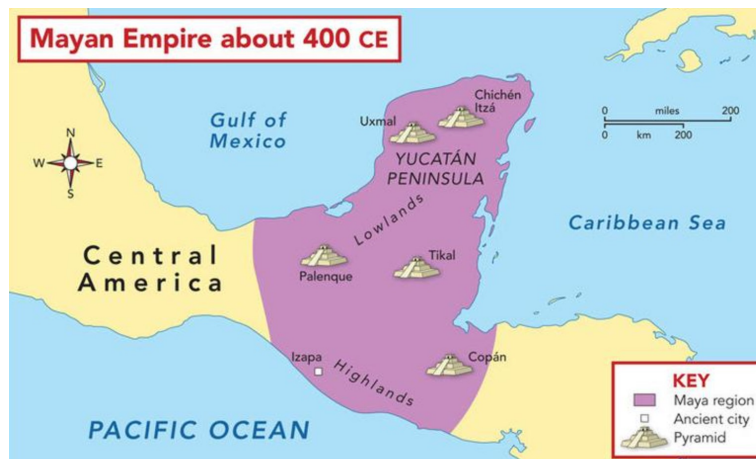 Mayan Empire about 400 CE
Gulf of
Mexico
N
W E
S
Chichén
Itzá
Uxmal
YUCATÁN
PENINSULA
0 miles 200
0 km 200
Lowlands
Caribbean Sea
Central
America
Palenque
Tikal
Izapa
Highlands
Copán
PACIFIC OCEAN
KEY
Maya region
Ancient city
Pyramid